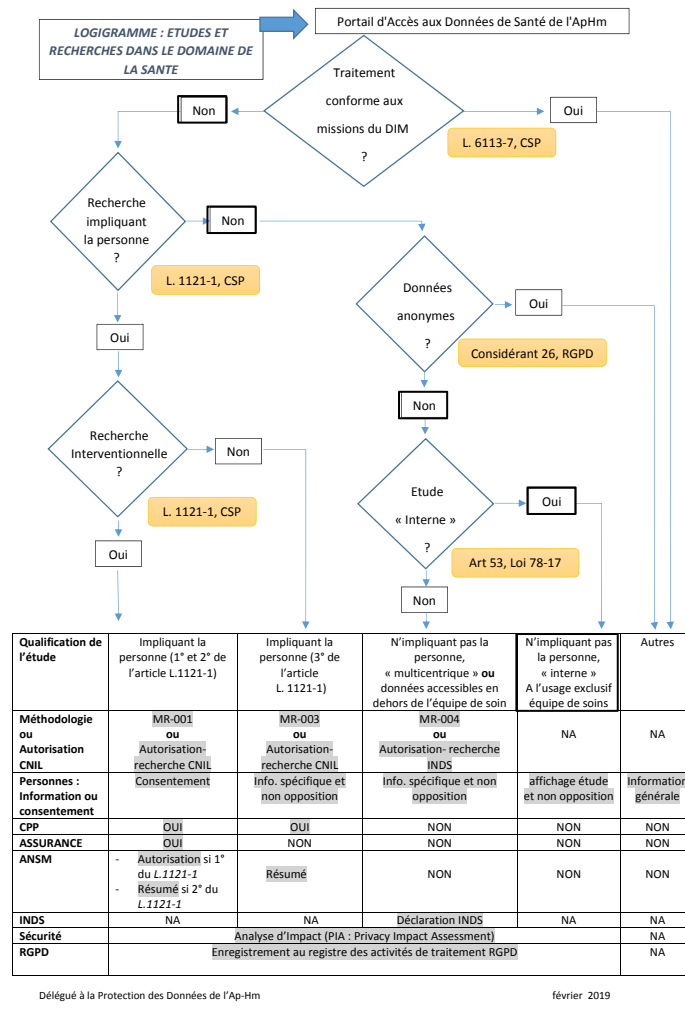 LOGIGRAMME : ETUDES ET
RECHERCHES DANS LE DOMAINE DE
LA SANTE
Portail d'Accès aux Données de Santé de l'ApHm
Traitement
conforme aux
missions du DIM
?
Non
Oui
L. 6113-7, CSP
Recherche
impliquant
la personne
?
Non
L. 1121-1, CSP
Oui
Données
anonymes
?
Oui
Considérant 26, RGPD
Non
Recherche
Interventionnelle
?
Non
L. 1121-1, CSP
Oui
Etude
« Interne »
?
Oui
Art 53, Loi 78-17
Non
Qualification de
l'étude
Impliquant la
personne (1° et 2° de
l'article L.1121-1)
Impliquant la
personne (3° de
l'article
L. 1121-1)
N'impliquant pas la
personne,
« multicentrique » ou
données accessibles en
dehors de l'équipe de soin
N'impliquant pas
la personne,
« interne »
A l'usage exclusif
équipe de soins
Autres
Méthodologie
ou
Autorisation
CNIL
MR-001
ou
Autorisation-
recherche CNIL
MR-003
ou
Autorisation-
recherche CNIL
MR-004
ou
Autorisation- recherche
INDS
NA
NA
Personnes :
Information ou
consentement
Consentement
Info. spécifique et
non opposition
Info. spécifique et non
opposition
affichage étude
et non opposition
Information
générale
CPP
OUI
OUI
NON
NON
NON
ASSURANCE
OUI
NON
NON
NON
NON
ANSM
- Autorisation si 1°
du L.1121-1
- Résumé si 2° du
L.1121-1
Résumé
NON
NON
NON
INDS
NA
NA
Déclaration INDS
NA
NA
Sécurité
Analyse d'Impact (PIA : Privacy Impact Assessment)
NA
RGPD
Enregistrement au registre des activités de traitement RGPD
NA
Délégué à la Protection des Données de l'Ap-Hm
février 2019